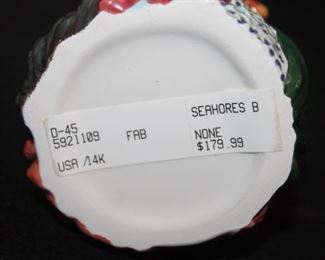 D-45 SEAHORES B
5921109 FAB NONE
USA /14K $179.99